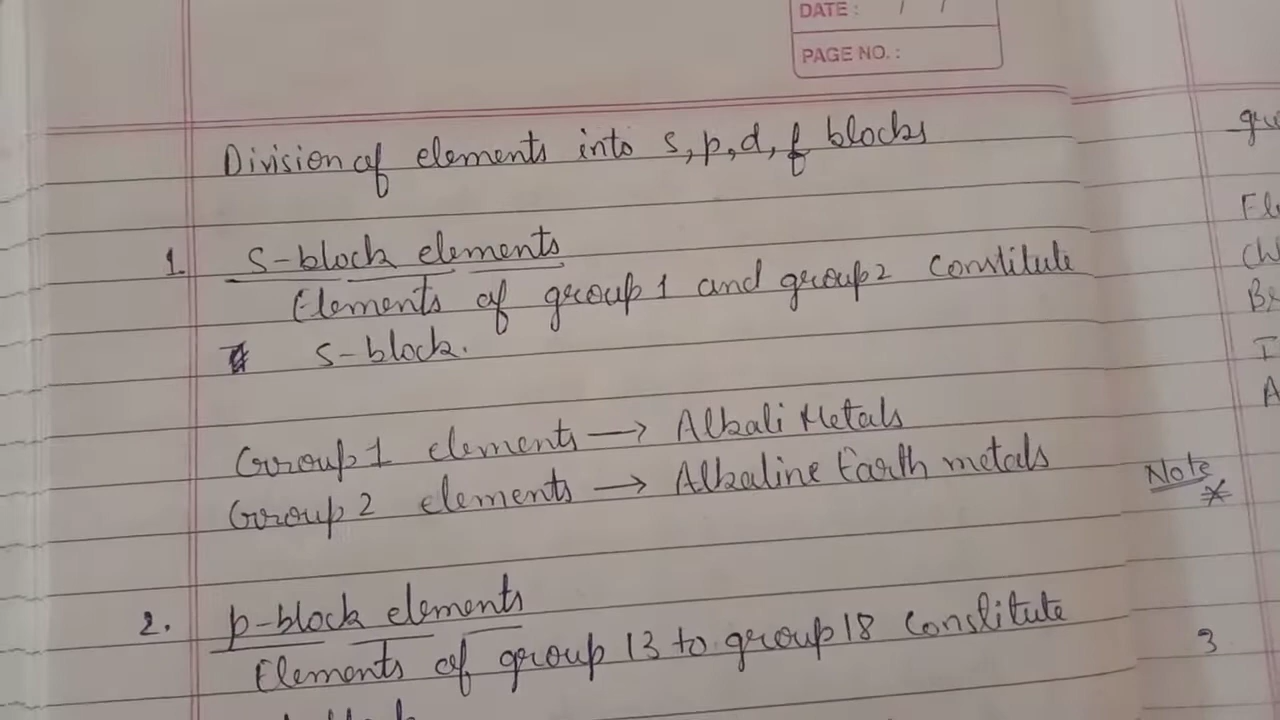 DATE : / /
PAGE NO. :
Division of elements into s, p, d, f blocks
1. S-block elements
Elements of group 1 and group 2 constitute
s-block.
Group 1 elements → Alkali Metals
Group 2 elements → Alkaline Earth metals
2. p-block elements
Elements of group 13 to group 18 constitute
Note
*
3